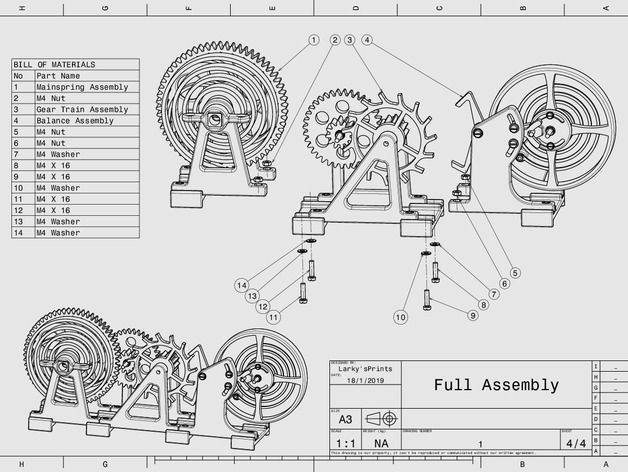 H G F E D C B A
1 2 3 4
BILL OF MATERIALS
No Part Name
1 Mainspring Assembly
2 M4 Nut
3 Gear Train Assembly
4 Balance Assembly
5 M4 Nut
6 M4 Nut
7 M4 Washer
8 M4 X 16
9 M4 X 16
10 M4 Washer
11 M4 X 16
12 M4 X 16
13 M4 Washer
14 M4 Washer
5
6
7
8
9
10
14
13
12
11
DESIGNED BY:
Larky'sPrints
DATE:
18/1/2019
Full Assembly
SIZE
A3
SCALE
1:1
WEIGHT (kg)
NA
DRAWING NUMBER
1
SHEET
4/4
This drawing is our property; it can't be reproduced or communicated without our written agreement.
I _
H _
G _
F _
E _
D _
C _
B _
A _
H G B A